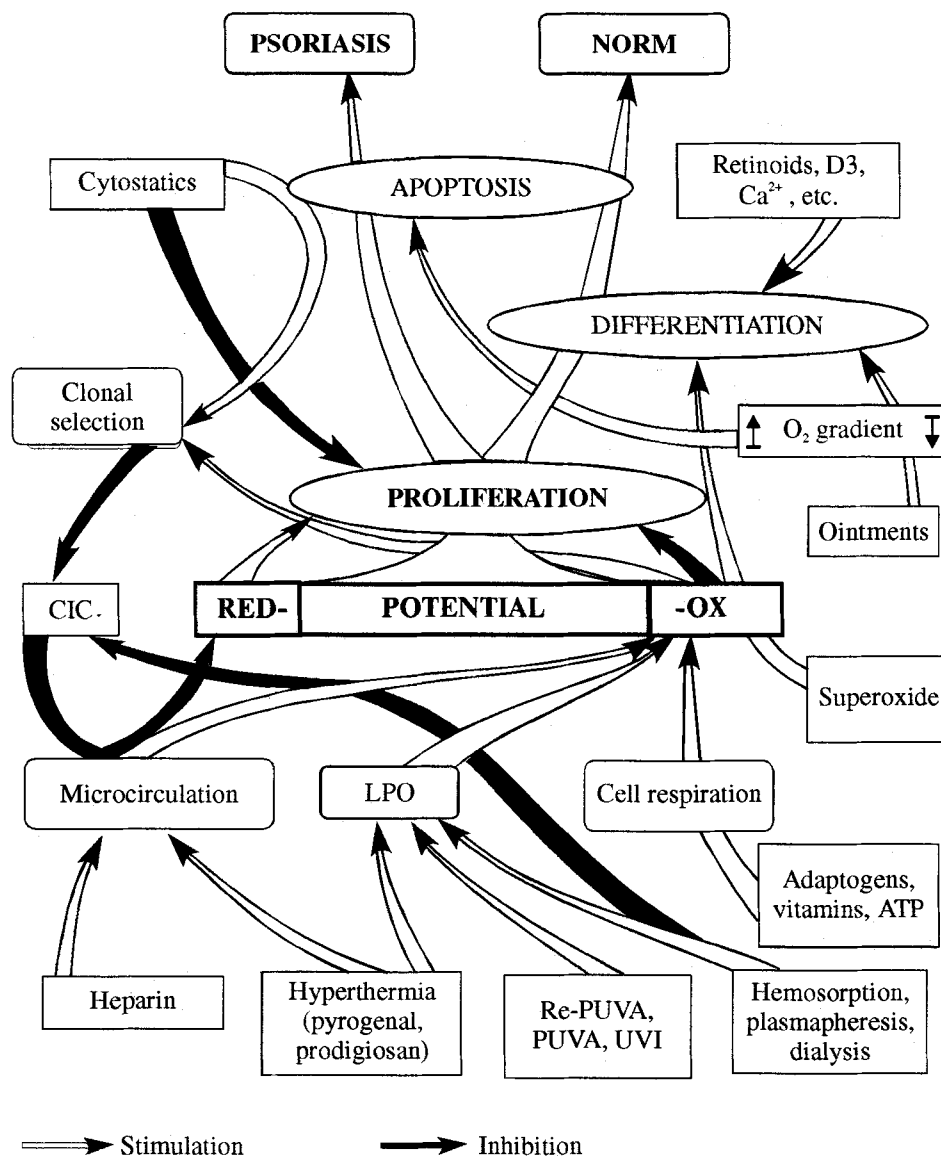 PSORIASIS
NORM
Cytostatics
APOPTOSIS
Retinoids, D3,
Ca²⁺, etc.
DIFFERENTIATION
Clonal
selection
O₂ gradient
PROLIFERATION
Ointments
CIC
RED-
POTENTIAL
-OX
Superoxide
Microcirculation
LPO
Cell respiration
Adaptogens,
vitamins, ATP
Heparin
Hyperthermia
(pyrogenal,
prodigiosan)
Re-PUVA,
PUVA, UVI
Hemosorption,
plasmapheresis,
dialysis
Stimulation
Inhibition